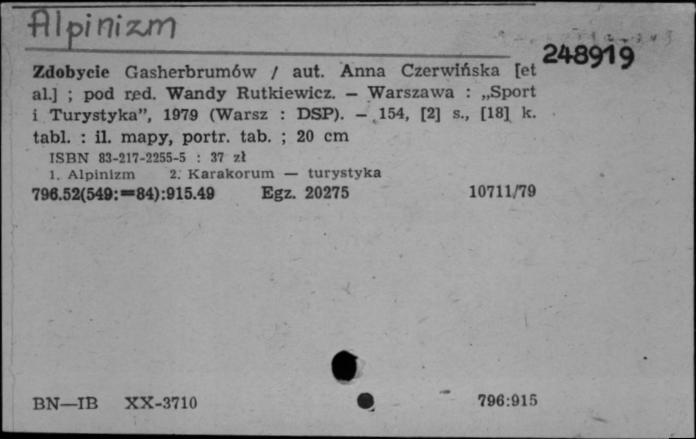 Alpinizm
248919
Zdobycie Gasherbrumów / aut. Anna Czerwińska [et
al.] ; pod red. Wandy Rutkiewicz. — Warszawa : „Sport
i Turystyka”, 1979 (Warsz : DSP). — 154, [2] s., [18] k.
tabl. : il. mapy, portr. tab. ; 20 cm
ISBN 83-217-2255-5 : 37 zł
1. Alpinizm 2. Karakorum — turystyka
796.52(549:=84):915.49 Egz. 20275 10711/79
BN—IB XX-3710 796:915